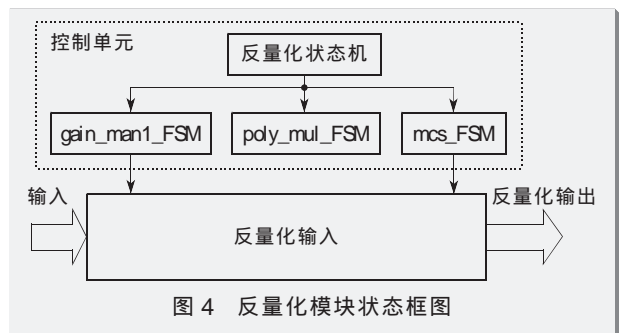 控制单元
反量化状态机
gain_man1_FSM poly_mul_FSM mcs_FSM
输入 反量化输出
反量化输入
图 4 反量化模块状态框图